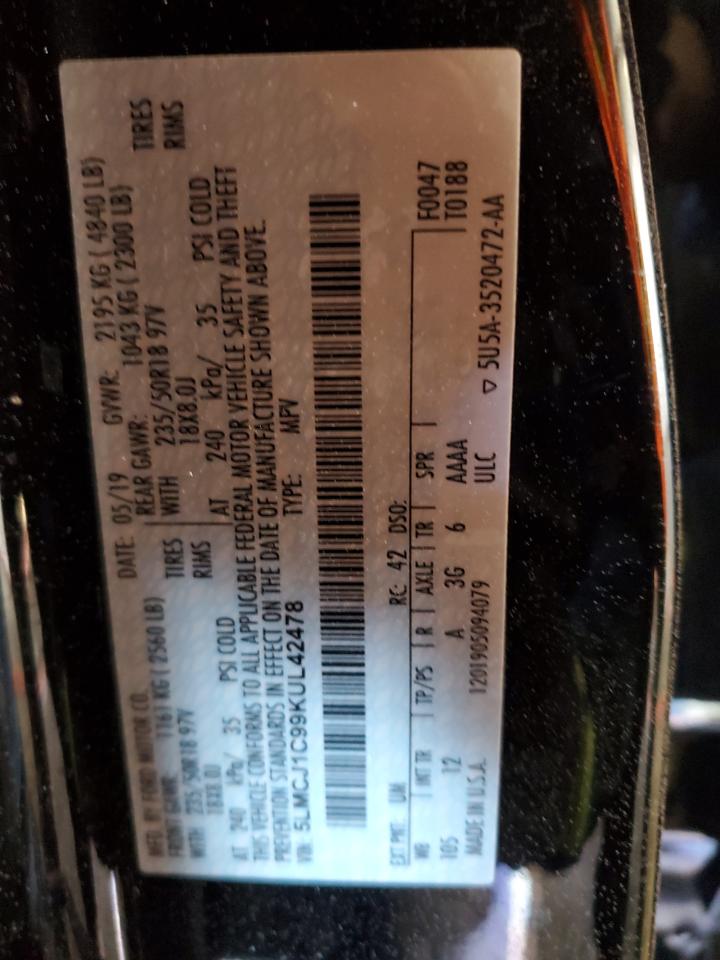 MFD. BY FORD MOTOR CO. DATE: 05/19 GVWR: 2195 KG ( 4840 LB)
FRONT GAWR: 1161 KG ( 2560 LB) REAR GAWR: 1043 KG ( 2300 LB)
WITH 235/50R18 97V TIRES WITH 235/50R18 97V TIRES
18X8.0J RIMS 18X8.0J RIMS
AT 240 kPa/ 35 PSI COLD AT 240 kPa/ 35 PSI COLD
THIS VEHICLE CONFORMS TO ALL APPLICABLE FEDERAL MOTOR VEHICLE SAFETY AND THEFT
PREVENTION STANDARDS IN EFFECT ON THE DATE OF MANUFACTURE SHOWN ABOVE.
VIN: 5LMCJ1C99KUL42478 TYPE: MPV
EXT PNT: UM RC: 42 DSO:
WB INT TR TP/PS R AXLE TR SPR F0047
105 12 A 3G 6 AAAA T0188
MADE IN U.S.A. 1201905094079 ULC
▽ 5U5A-3520472-AA